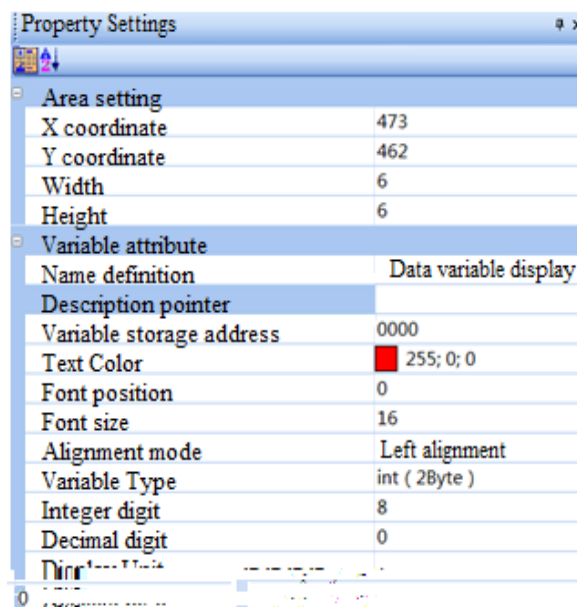 Property Settings
Area setting
X coordinate 473
Y coordinate 462
Width 6
Height 6
Variable attribute
Name definition Data variable display
Description pointer
Variable storage address 0000
Text Color 255; 0; 0
Font position 0
Font size 16
Alignment mode Left alignment
Variable Type int ( 2Byte )
Integer digit 8
Decimal digit 0
0